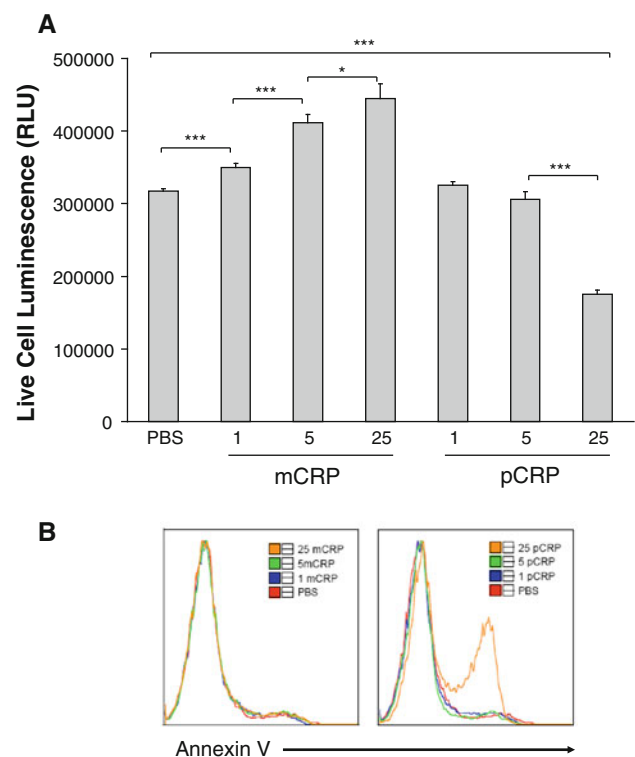 A
***
500000
400000
300000
200000
100000
0
Live Cell Luminescence (RLU)
***
***
*
***
PBS
1
5
25
1
5
25
mCRP
pCRP
B
25 mCRP
5mCRP
1 mCRP
PBS
25 pCRP
5 pCRP
1 pCRP
PBS
Annexin V